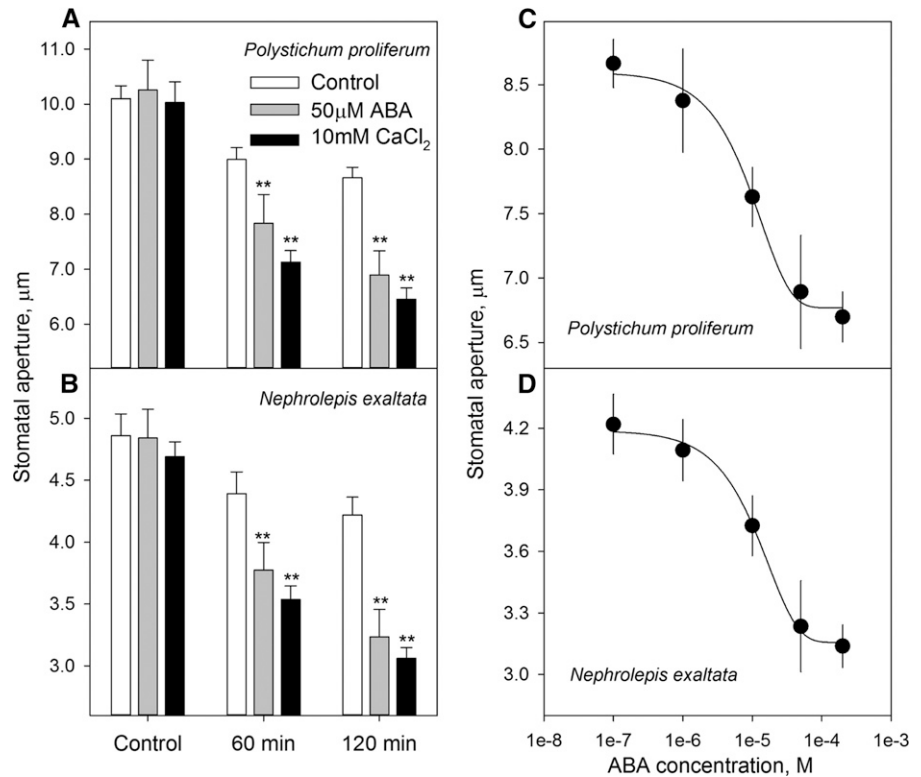 A
Polystichum proliferum
Control
50μM ABA
10mM CaCl₂
11.0
10.0
9.0
8.0
7.0
6.0
Stomatal aperture, μm
B
Nephrolepis exaltata
5.0
4.5
4.0
3.5
3.0
**
**
**
**
**
**
**
**
Control
60 min
120 min
C
8.5
8.0
7.5
7.0
6.5
Polystichum proliferum
Stomatal aperture, μm
D
4.2
3.9
3.6
3.3
3.0
Nephrolepis exaltata
1e-8
1e-7
1e-6
1e-5
1e-4
1e-3
ABA concentration, M